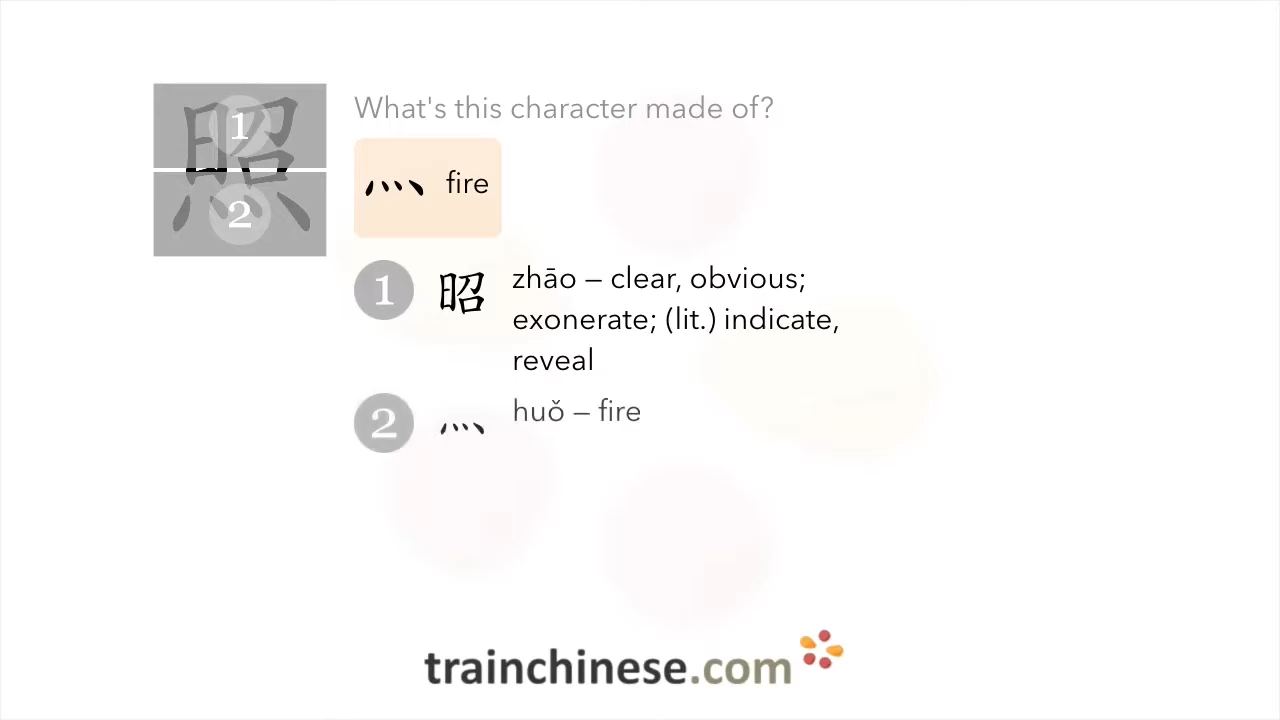 照
1
2
What's this character made of?
灬 fire
1 昭 zhāo – clear, obvious;
exonerate; (lit.) indicate,
reveal
2 灬 huǒ – fire
trainchinese.com